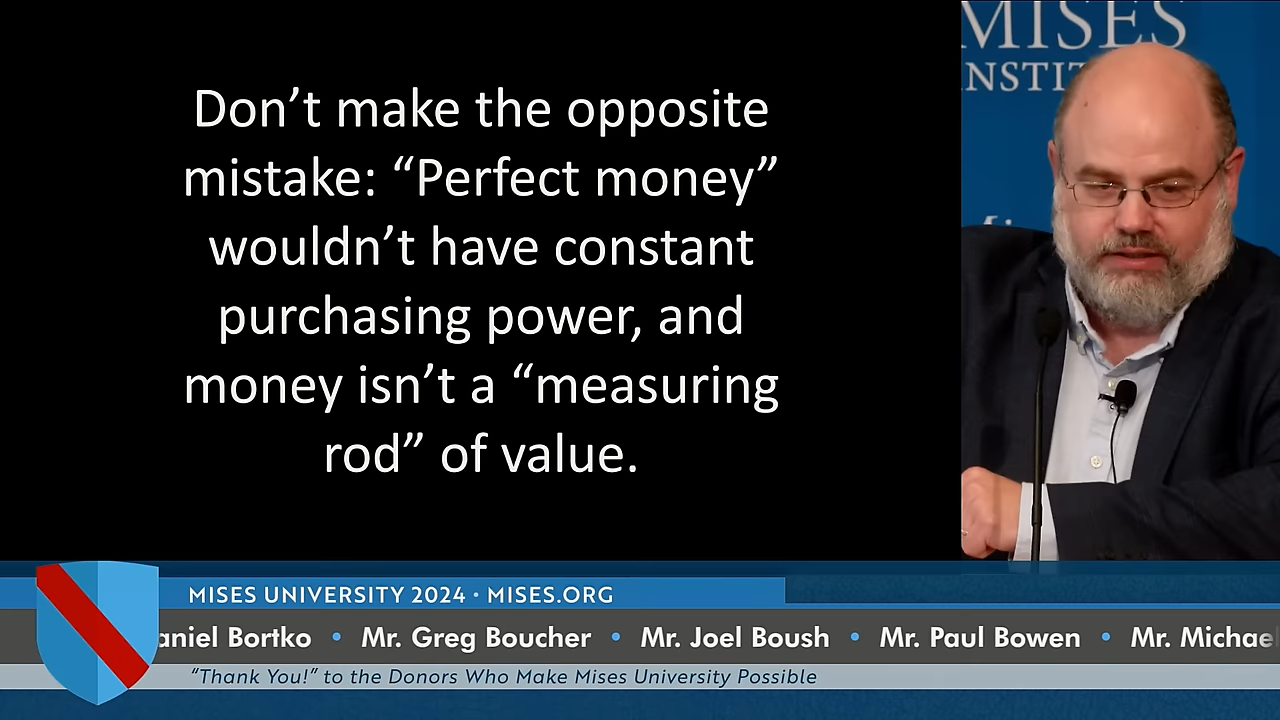 Don’t make the opposite
mistake: “Perfect money”
wouldn’t have constant
purchasing power, and
money isn’t a “measuring
rod” of value.
MISES
INSTIT
MISES UNIVERSITY 2024 • MISES.ORG
aniel Bortko • Mr. Greg Boucher • Mr. Joel Boush • Mr. Paul Bowen • Mr. Michae
“Thank You!” to the Donors Who Make Mises University Possible